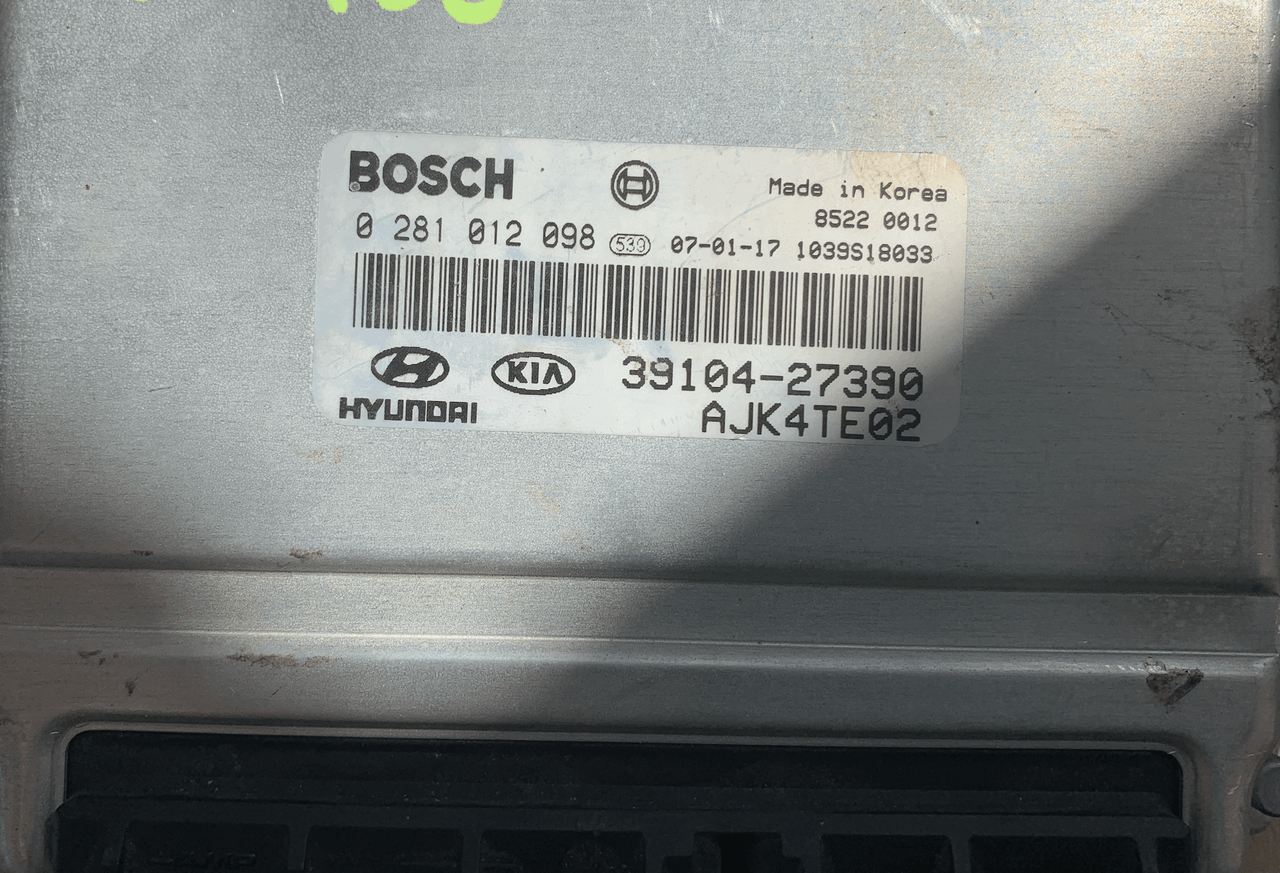 BOSCH
Made in Korea
8522 0012
0 281 012 098 539 07-01-17 1039S18033
HYUNDAI KIA 39104-27390
AJK4TE02